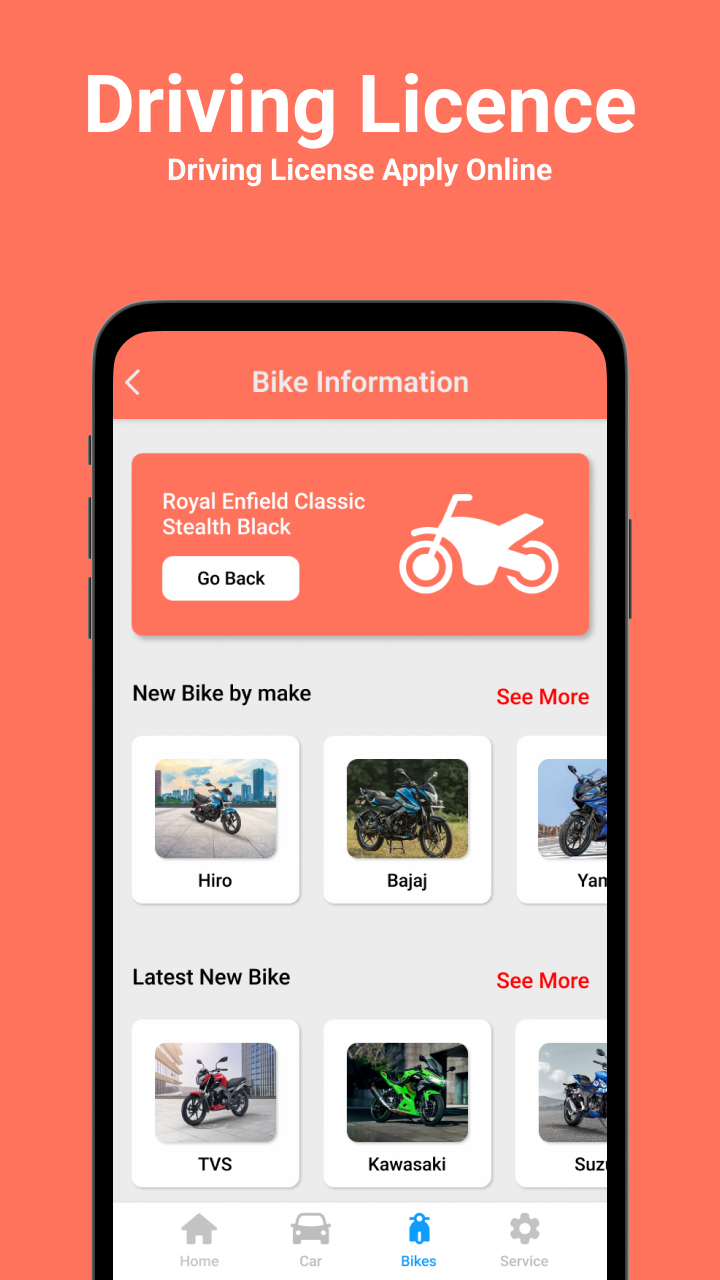 Driving Licence
Driving License Apply Online
Bike Information
Royal Enfield Classic
Stealth Black
Go Back
New Bike by make
See More
Hiro
Bajaj
Yam
Latest New Bike
See More
TVS
Kawasaki
Suzu
Home
Car
Bikes
Service